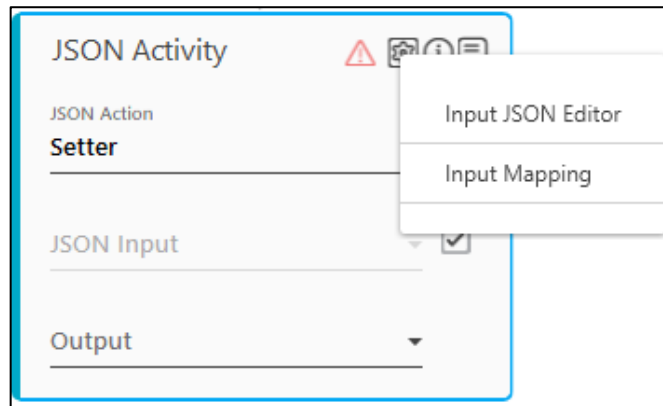 JSON Activity
Input JSON Editor
JSON Action
Setter
Input Mapping
JSON Input
Output